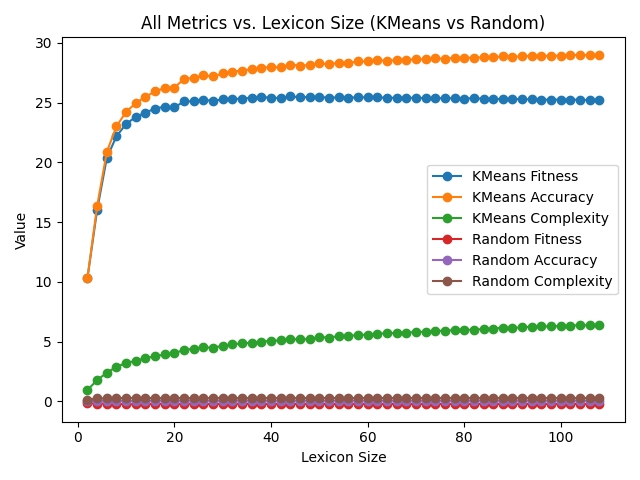 All Metrics vs. Lexicon Size (KMeans vs Random)
30
25
20
15
10
5
0
Value
KMeans Fitness
KMeans Accuracy
KMeans Complexity
Random Fitness
Random Accuracy
Random Complexity
0 20 40 60 80 100
Lexicon Size